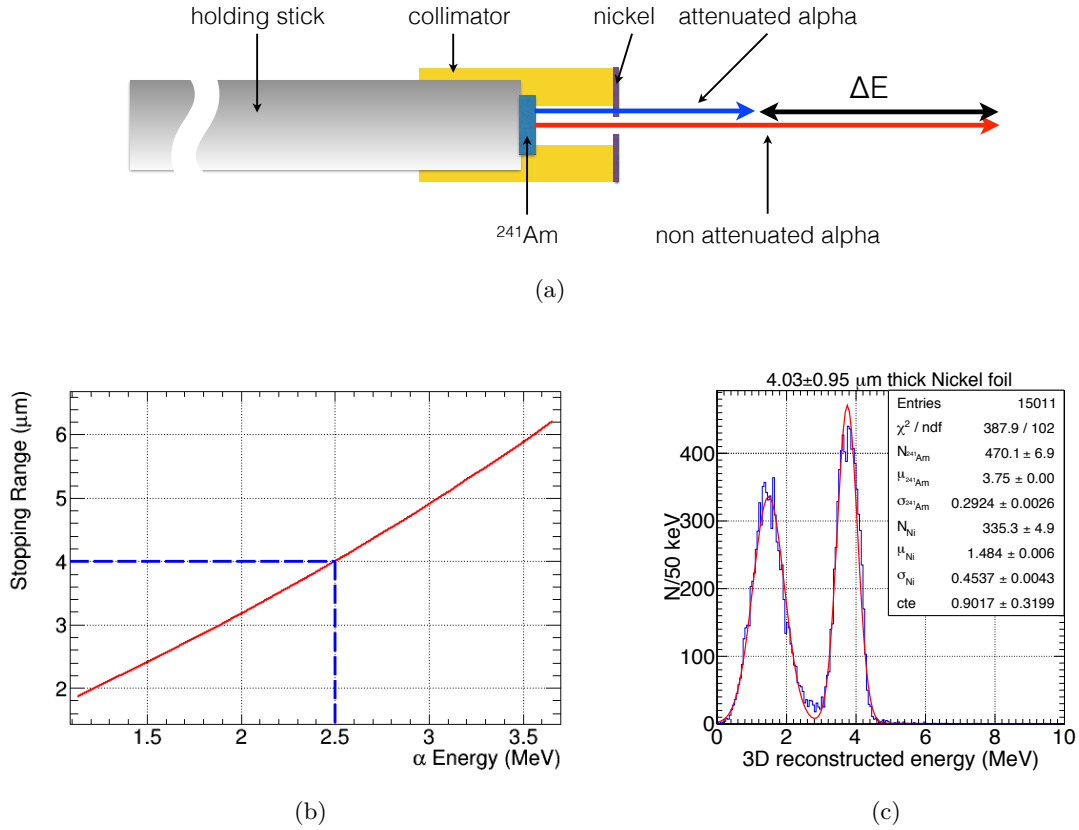 holding stick
collimator
nickel
attenuated alpha
ΔE
²⁴¹Am
non attenuated alpha
(a)
Stopping Range (μm)
6
5
4
3
2
1.5
2
2.5
3
3.5
α Energy (MeV)
(b)
4.03±0.95 μm thick Nickel foil
Entries 15011
χ² / ndf 387.9 / 102
N²⁴¹Am 470.1 ± 6.9
μ²⁴¹Am 3.75 ± 0.00
σ²⁴¹Am 0.2924 ± 0.0026
N Ni 335.3 ± 4.9
μ Ni 1.484 ± 0.006
σ Ni 0.4537 ± 0.0043
cte 0.9017 ± 0.3199
N/50 keV
400
300
200
100
0
0 2 4 6 8 10
3D reconstructed energy (MeV)
(c)